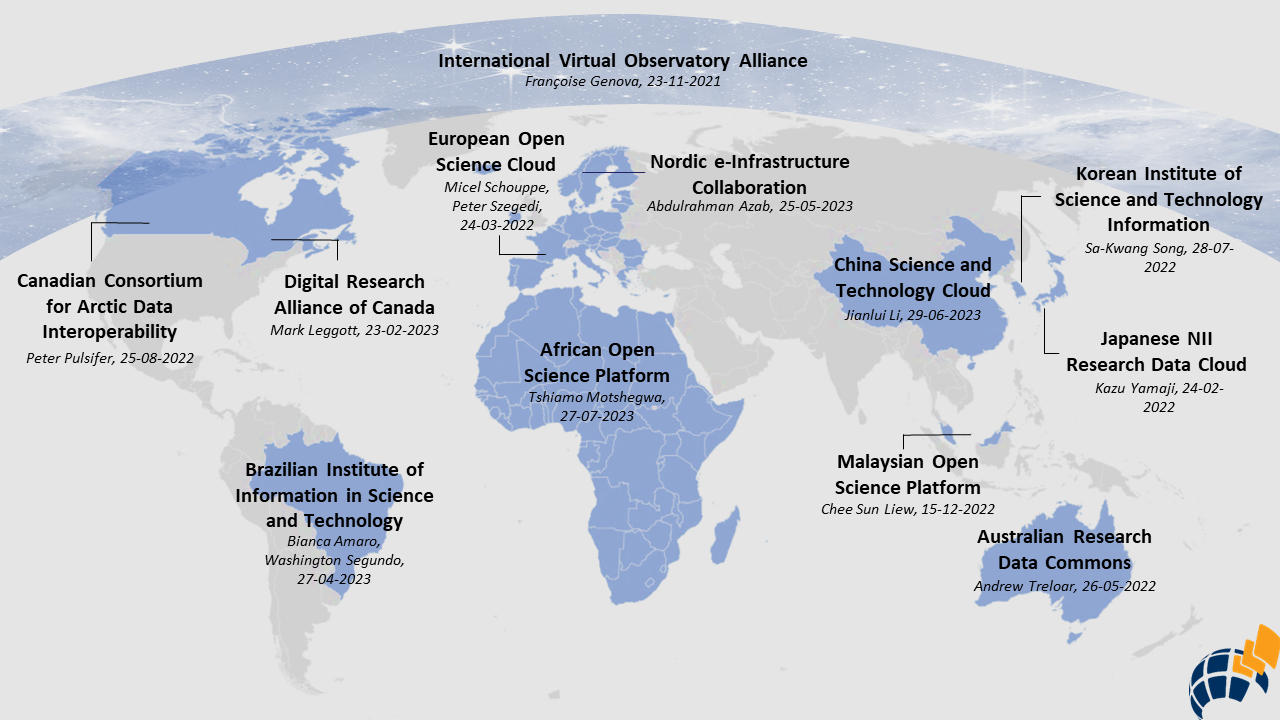 International Virtual Observatory Alliance
Françoise Genova, 23-11-2021
European Open
Science Cloud
Micel Schouppe,
Peter Szegedi,
24-03-2022
Nordic e-Infrastructure
Collaboration
Abdulrahman Azab, 25-05-2023
Korean Institute of
Science and Technology
Information
Sa-Kwang Song, 28-07-
2022
Canadian Consortium
for Arctic Data
Interoperability
Peter Pulsifer, 25-08-2022
Digital Research
Alliance of Canada
Mark Leggott, 23-02-2023
China Science and
Technology Cloud
Jianlui Li, 29-06-2023
Japanese NII
Research Data Cloud
Kazu Yamaji, 24-02-
2022
African Open
Science Platform
Tshiamo Motshegwa,
27-07-2023
Brazilian Institute of
Information in Science
and Technology
Bianca Amaro,
Washington Segundo,
27-04-2023
Malaysian Open
Science Platform
Chee Sun Liew, 15-12-2022
Australian Research
Data Commons
Andrew Treloar, 26-05-2022